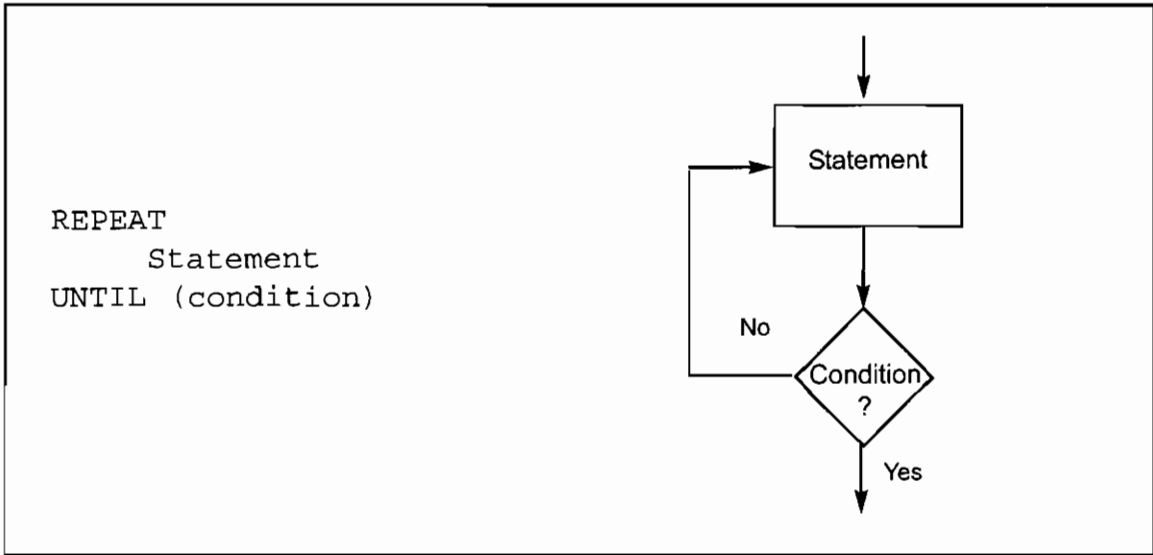 REPEAT
Statement
UNTIL (condition)
Statement
No
Condition
?
Yes